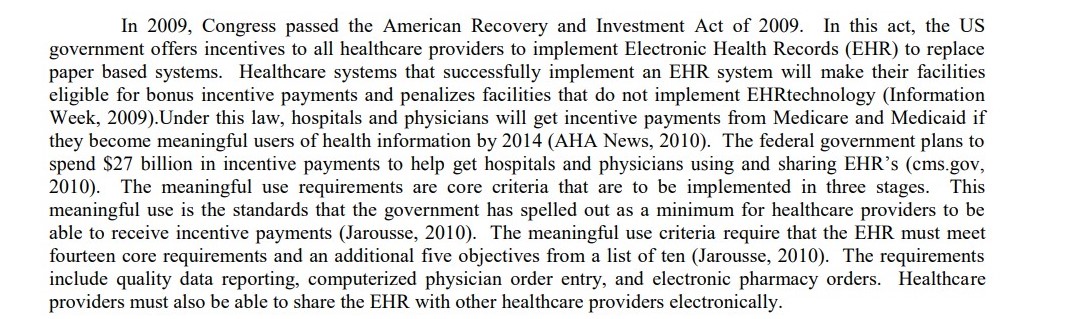 In 2009, Congress passed the American Recovery and Investment Act of 2009. In this act, the US
government offers incentives to all healthcare providers to implement Electronic Health Records (EHR) to replace
paper based systems. Healthcare systems that successfully implement an EHR system will make their facilities
eligible for bonus incentive payments and penalizes facilities that do not implement EHRtechnology (Information
Week, 2009).Under this law, hospitals and physicians will get incentive payments from Medicare and Medicaid if
they become meaningful users of health information by 2014 (AHA News, 2010). The federal government plans to
spend $27 billion in incentive payments to help get hospitals and physicians using and sharing EHR’s (cms.gov,
2010). The meaningful use requirements are core criteria that are to be implemented in three stages. This
meaningful use is the standards that the government has spelled out as a minimum for healthcare providers to be
able to receive incentive payments (Jarousse, 2010). The meaningful use criteria require that the EHR must meet
fourteen core requirements and an additional five objectives from a list of ten (Jarousse, 2010). The requirements
include quality data reporting, computerized physician order entry, and electronic pharmacy orders. Healthcare
providers must also be able to share the EHR with other healthcare providers electronically.